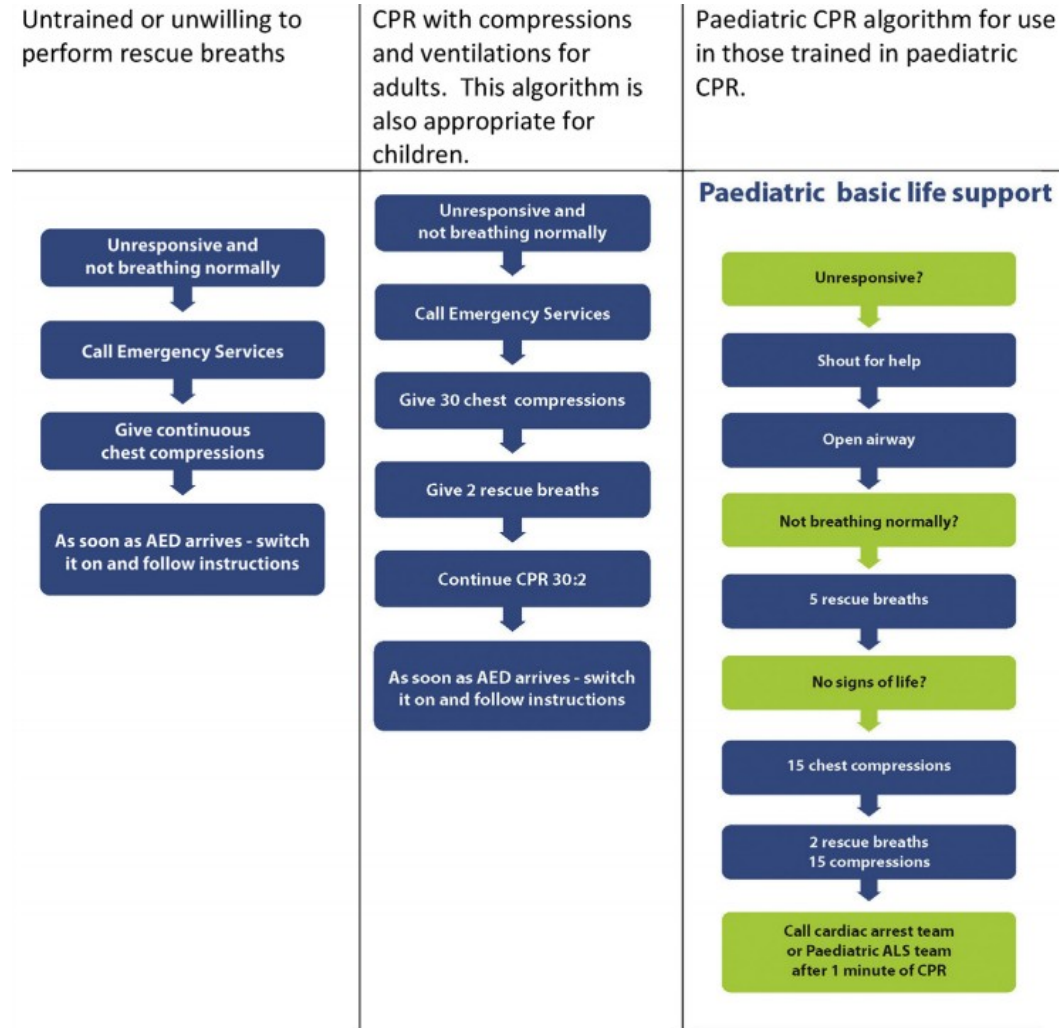 Untrained or unwilling to
perform rescue breaths
Unresponsive and
not breathing normally
Call Emergency Services
Give continuous
chest compressions
As soon as AED arrives - switch
it on and follow instructions
CPR with compressions
and ventilations for
adults.  This algorithm is
also appropriate for
children.
Unresponsive and
not breathing normally
Call Emergency Services
Give 30 chest compressions
Give 2 rescue breaths
Continue CPR 30:2
As soon as AED arrives - switch
it on and follow instructions
Paediatric CPR algorithm for use
in those trained in paediatric
CPR.
Paediatric basic life support
Unresponsive?
Shout for help
Open airway
Not breathing normally?
5 rescue breaths
No signs of life?
15 chest compressions
2 rescue breaths
15 compressions
Call cardiac arrest team
or Paediatric ALS team
after 1 minute of CPR